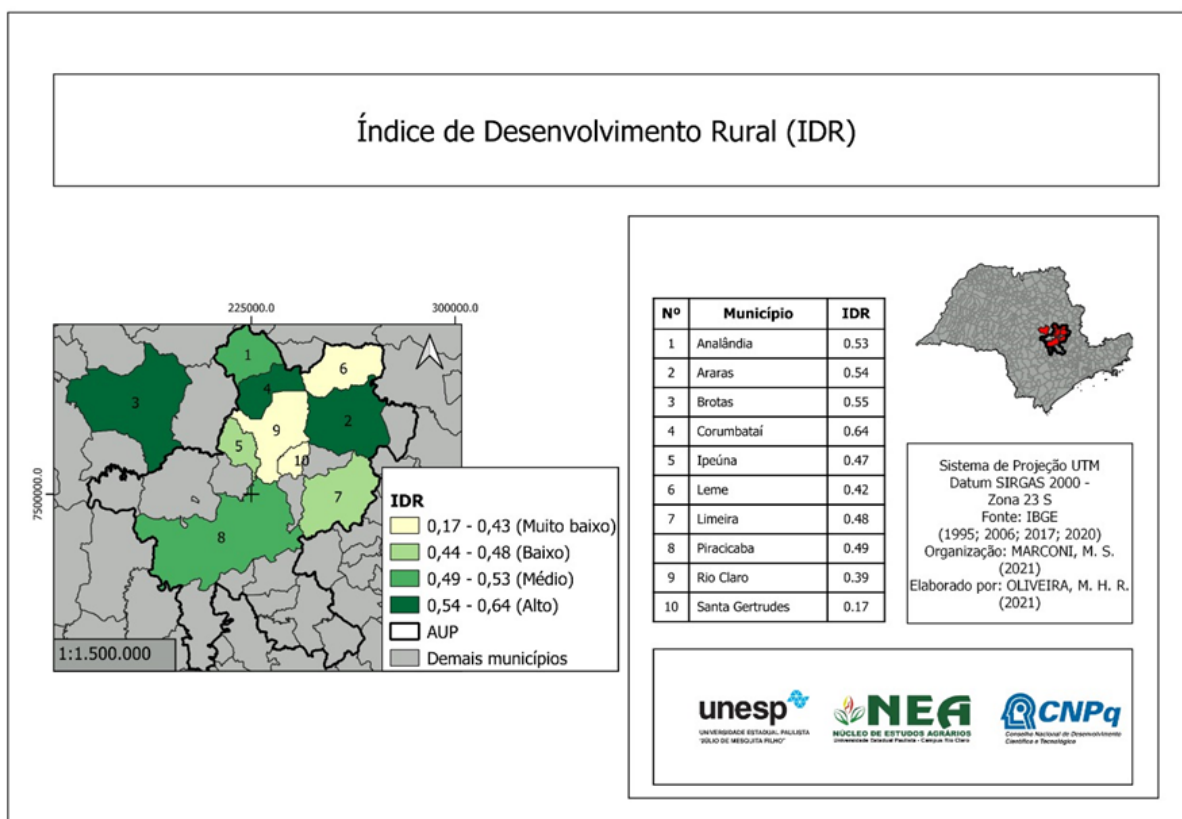 Índice de Desenvolvimento Rural (IDR)
225000.0
300000.0
7500000.0
1
2
3
4
5
6
7
8
9
10
1:1.500.000
IDR
0,17 - 0,43 (Muito baixo)
0,44 - 0,48 (Baixo)
0,49 - 0,53 (Médio)
0,54 - 0,64 (Alto)
AUP
Demais municípios
Nº Município IDR
1 Analândia 0.53
2 Araras 0.54
3 Brotas 0.55
4 Corumbataí 0.64
5 Ipeúna 0.47
6 Leme 0.42
7 Limeira 0.48
8 Piracicaba 0.49
9 Rio Claro 0.39
10 Santa Gertrudes 0.17
Sistema de Projeção UTM
Datum SIRGAS 2000 -
Zona 23 S
Fonte: IBGE
(1995; 2006; 2017; 2020)
Organização: MARCONI, M. S.
(2021)
Elaborado por: OLIVEIRA, M. H. R.
(2021)
unesp
UNIVERSIDADE ESTADUAL PAULISTA
"JÚLIO DE MESQUITA FILHO"
NEA
NÚCLEO DE ESTUDOS AGRÁRIOS
Universidade Estadual Paulista - Campus Rio Claro
CNPq
Conselho Nacional de Desenvolvimento
Científico e Tecnológico